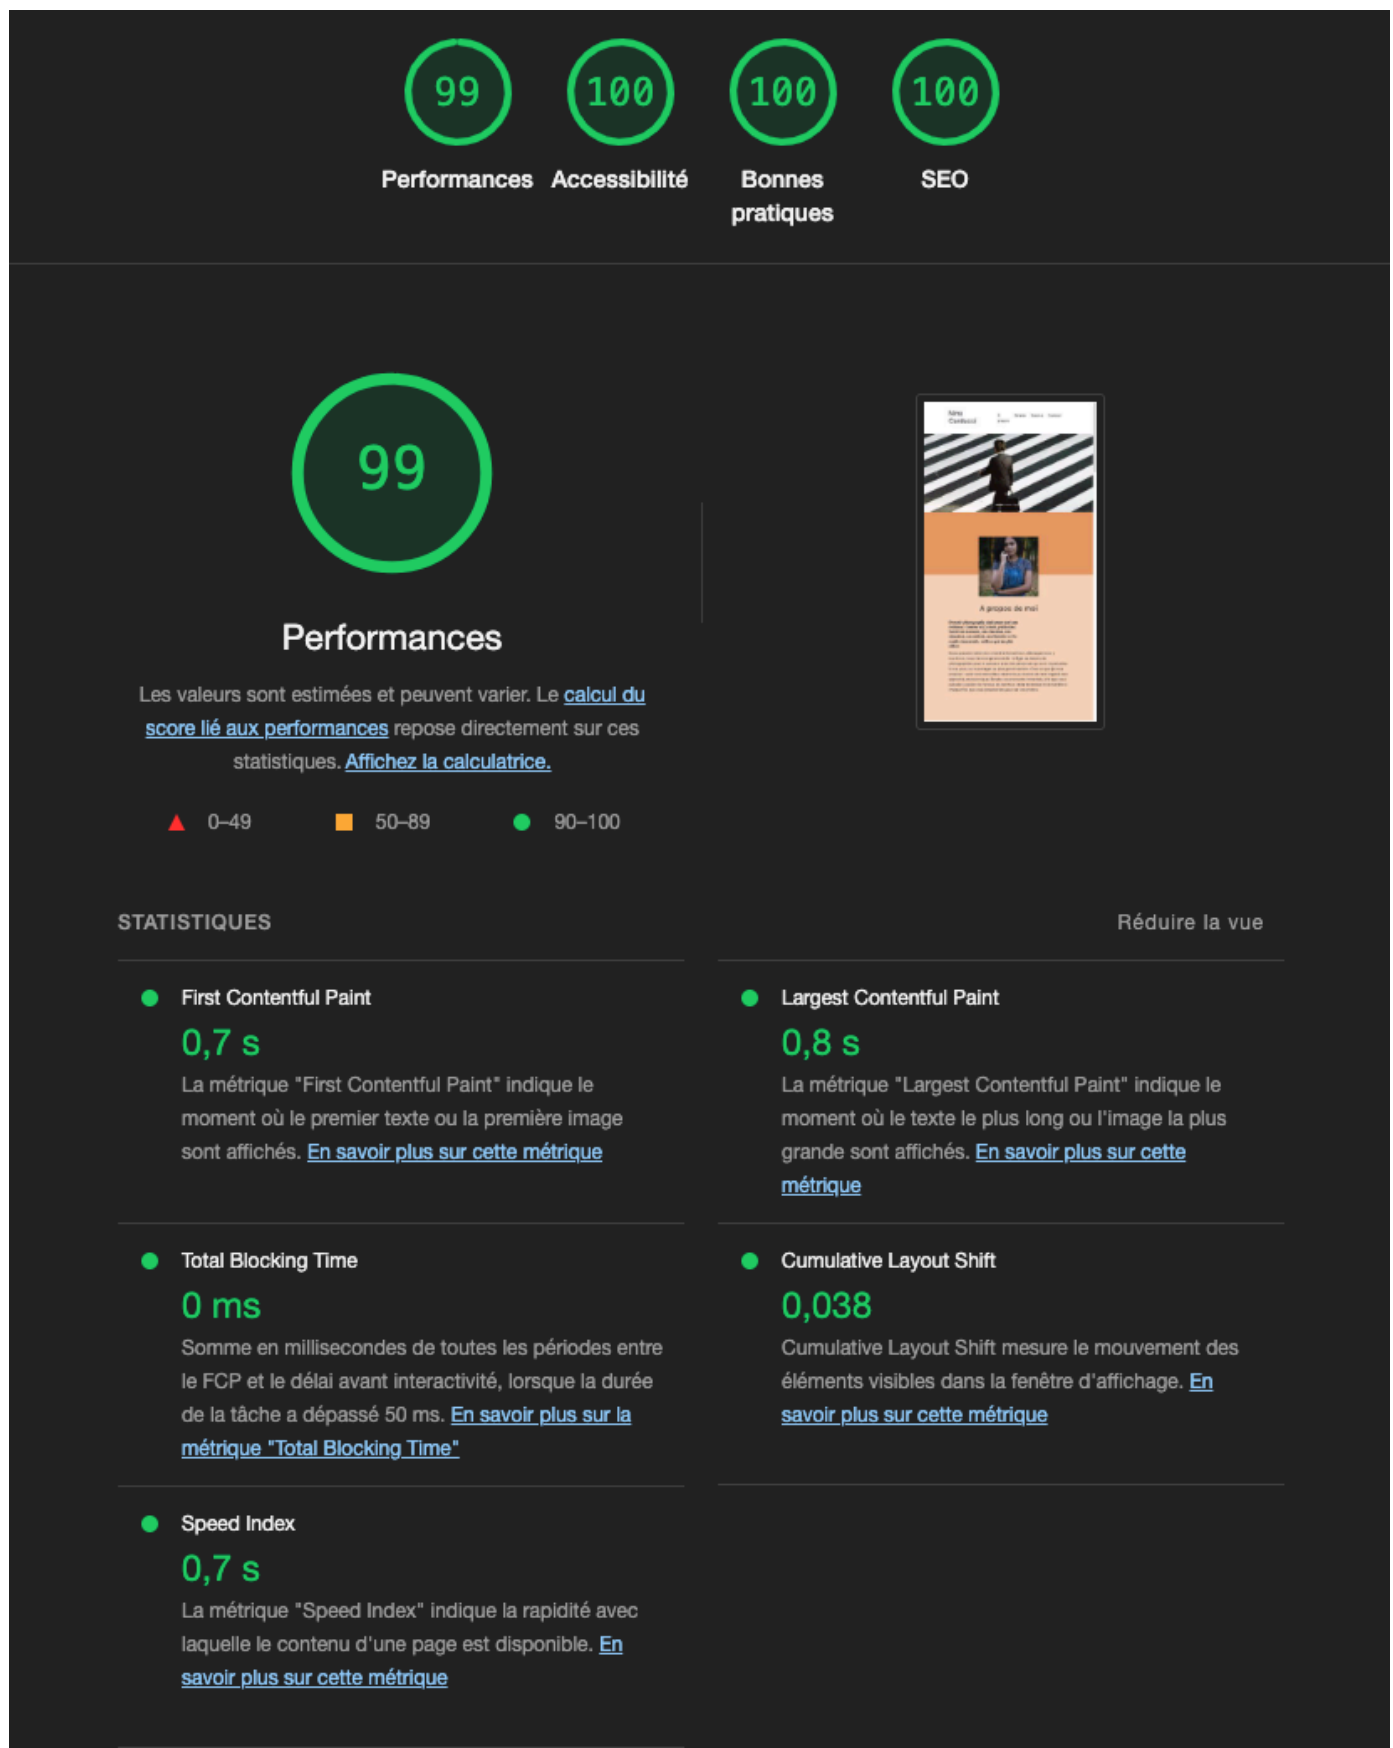 99
100
100
100
Performances
Accessibilité
Bonnes
pratiques
SEO
99
Performances
Les valeurs sont estimées et peuvent varier. Le calcul du
score lié aux performances repose directement sur ces
statistiques. Affichez la calculatrice.
0–49
50–89
90–100
Nina
Carducci
A propos de moi
STATISTIQUES
Réduire la vue
First Contentful Paint
0,7 s
La métrique "First Contentful Paint" indique le
moment où le premier texte ou la première image
sont affichés. En savoir plus sur cette métrique
Largest Contentful Paint
0,8 s
La métrique "Largest Contentful Paint" indique le
moment où le texte le plus long ou l'image la plus
grande sont affichés. En savoir plus sur cette
métrique
Total Blocking Time
0 ms
Somme en millisecondes de toutes les périodes entre
le FCP et le délai avant interactivité, lorsque la durée
de la tâche a dépassé 50 ms. En savoir plus sur la
métrique "Total Blocking Time"
Cumulative Layout Shift
0,038
Cumulative Layout Shift mesure le mouvement des
éléments visibles dans la fenêtre d'affichage. En
savoir plus sur cette métrique
Speed Index
0,7 s
La métrique "Speed Index" indique la rapidité avec
laquelle le contenu d'une page est disponible. En
savoir plus sur cette métrique